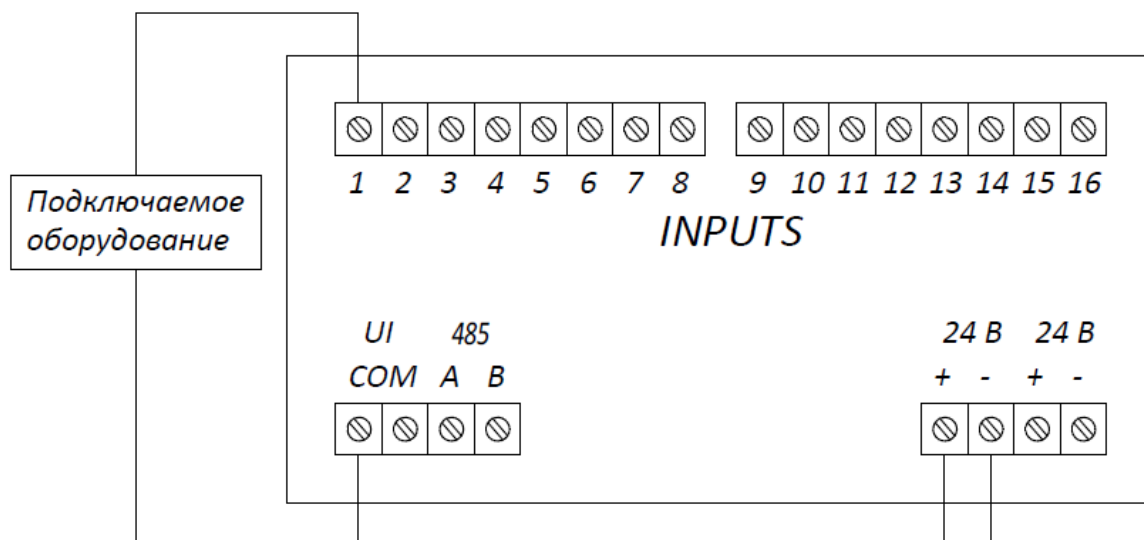 1 2 3 4 5 6 7 8 9 10 11 12 13 14 15 16
Подключаемое
оборудование
INPUTS
UI 485 24 В 24 В
COM A B + - + -